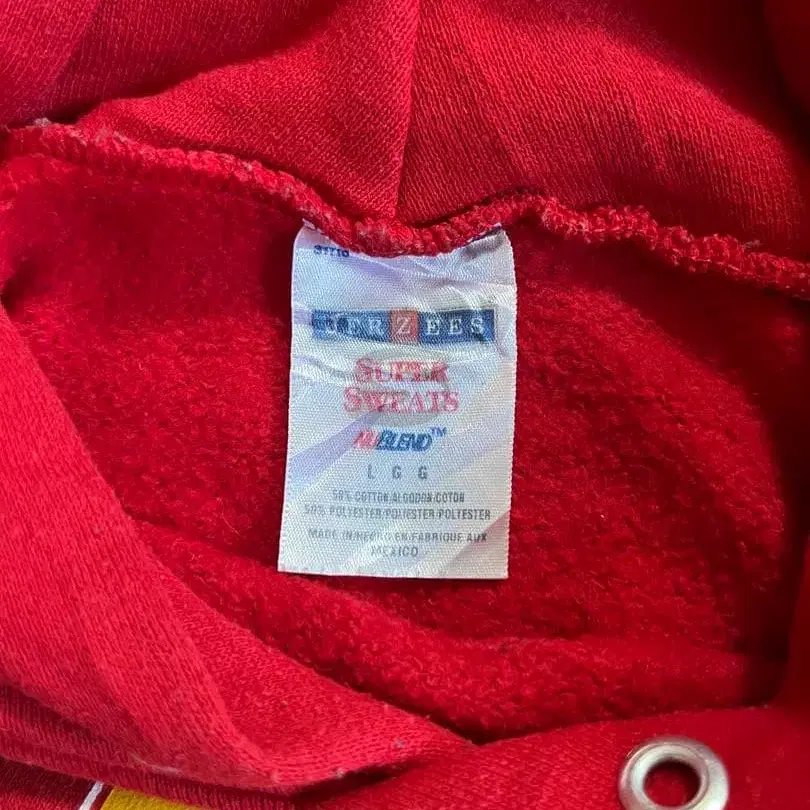 JERZEES
SUPER
SWEATS
NUBLEND™
L G G
50% COTTON/ALGODON/COTON
50% POLYESTER/POLIESTER/POLYESTER
MADE IN/HECHO EN/FABRIQUE AUX
MEXICO